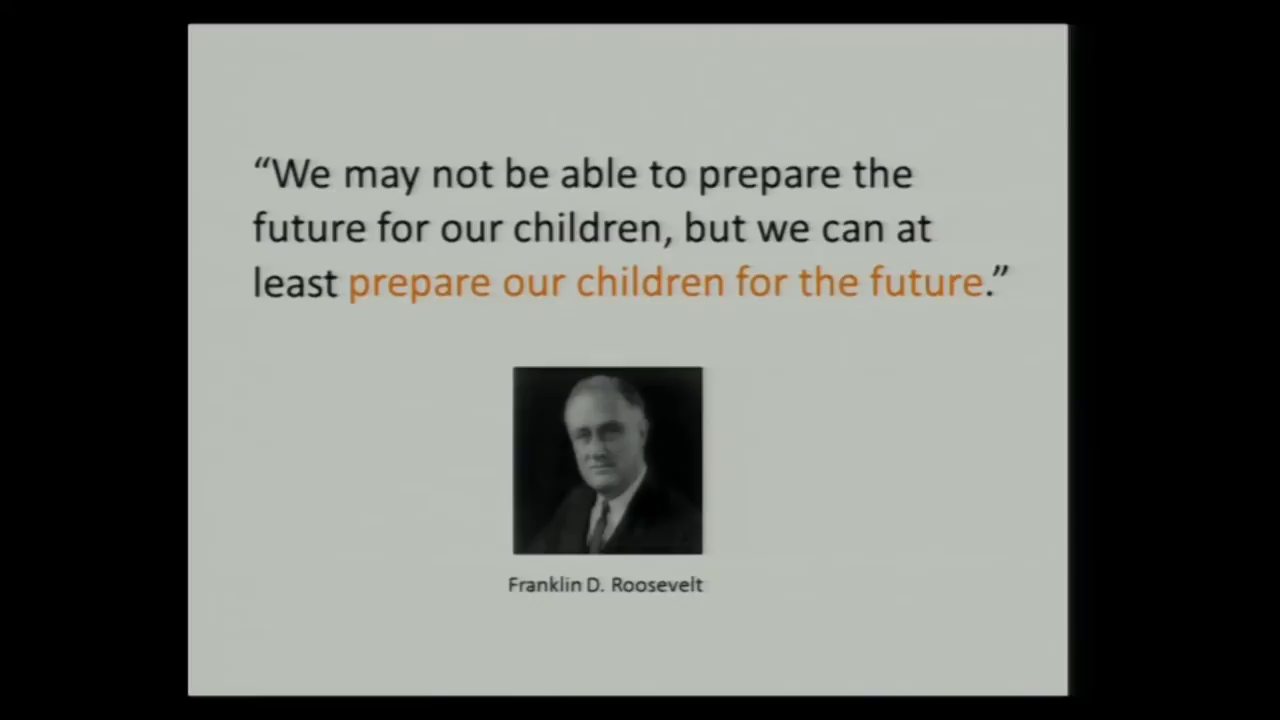 “We may not be able to prepare the
future for our children, but we can at
least prepare our children for the future.”
Franklin D. Roosevelt